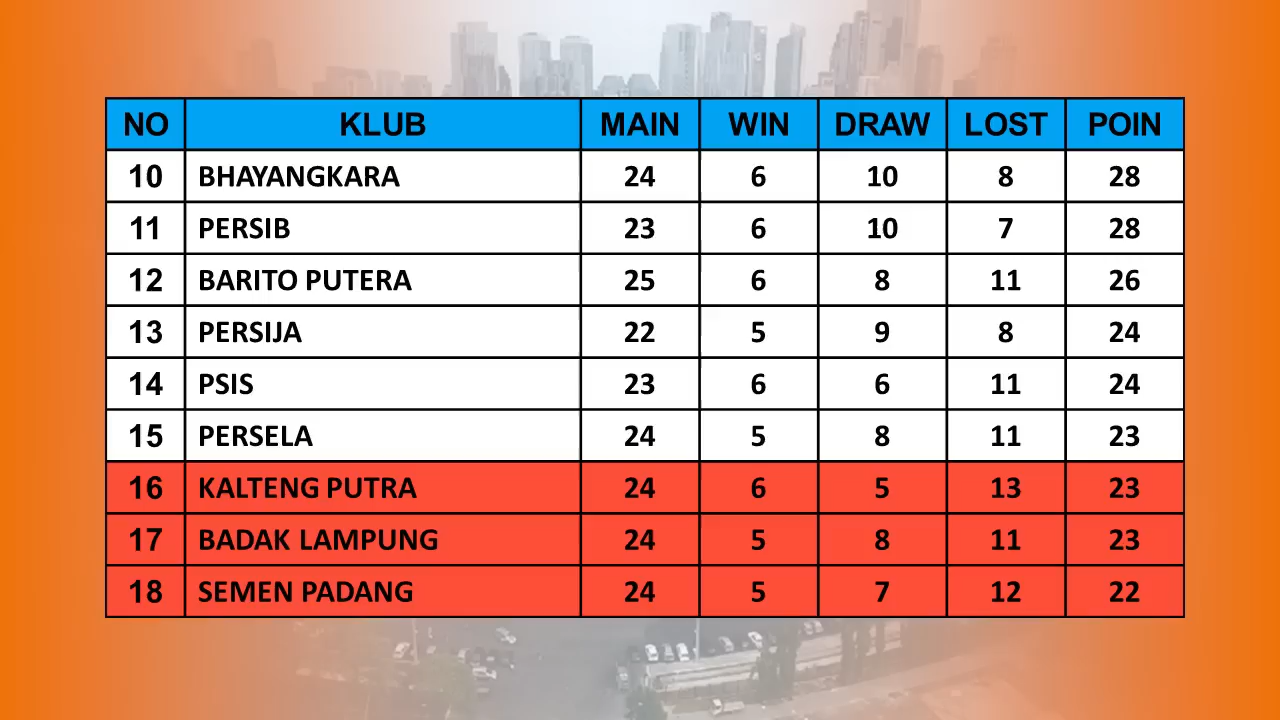 NO KLUB MAIN WIN DRAW LOST POIN
10 BHAYANGKARA 24 6 10 8 28
11 PERSIB 23 6 10 7 28
12 BARITO PUTERA 25 6 8 11 26
13 PERSIJA 22 5 9 8 24
14 PSIS 23 6 6 11 24
15 PERSELA 24 5 8 11 23
16 KALTENG PUTRA 24 6 5 13 23
17 BADAK LAMPUNG 24 5 8 11 23
18 SEMEN PADANG 24 5 7 12 22